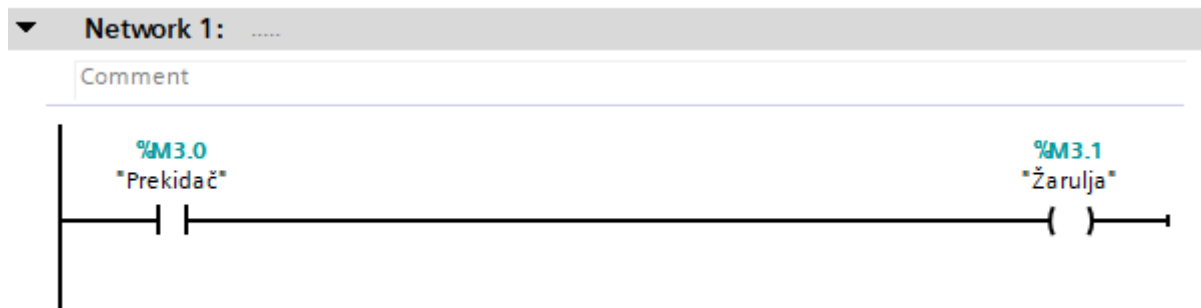 Network 1: .....
Comment
%M3.0 %M3.1
"Prekidač" "Žarulja"